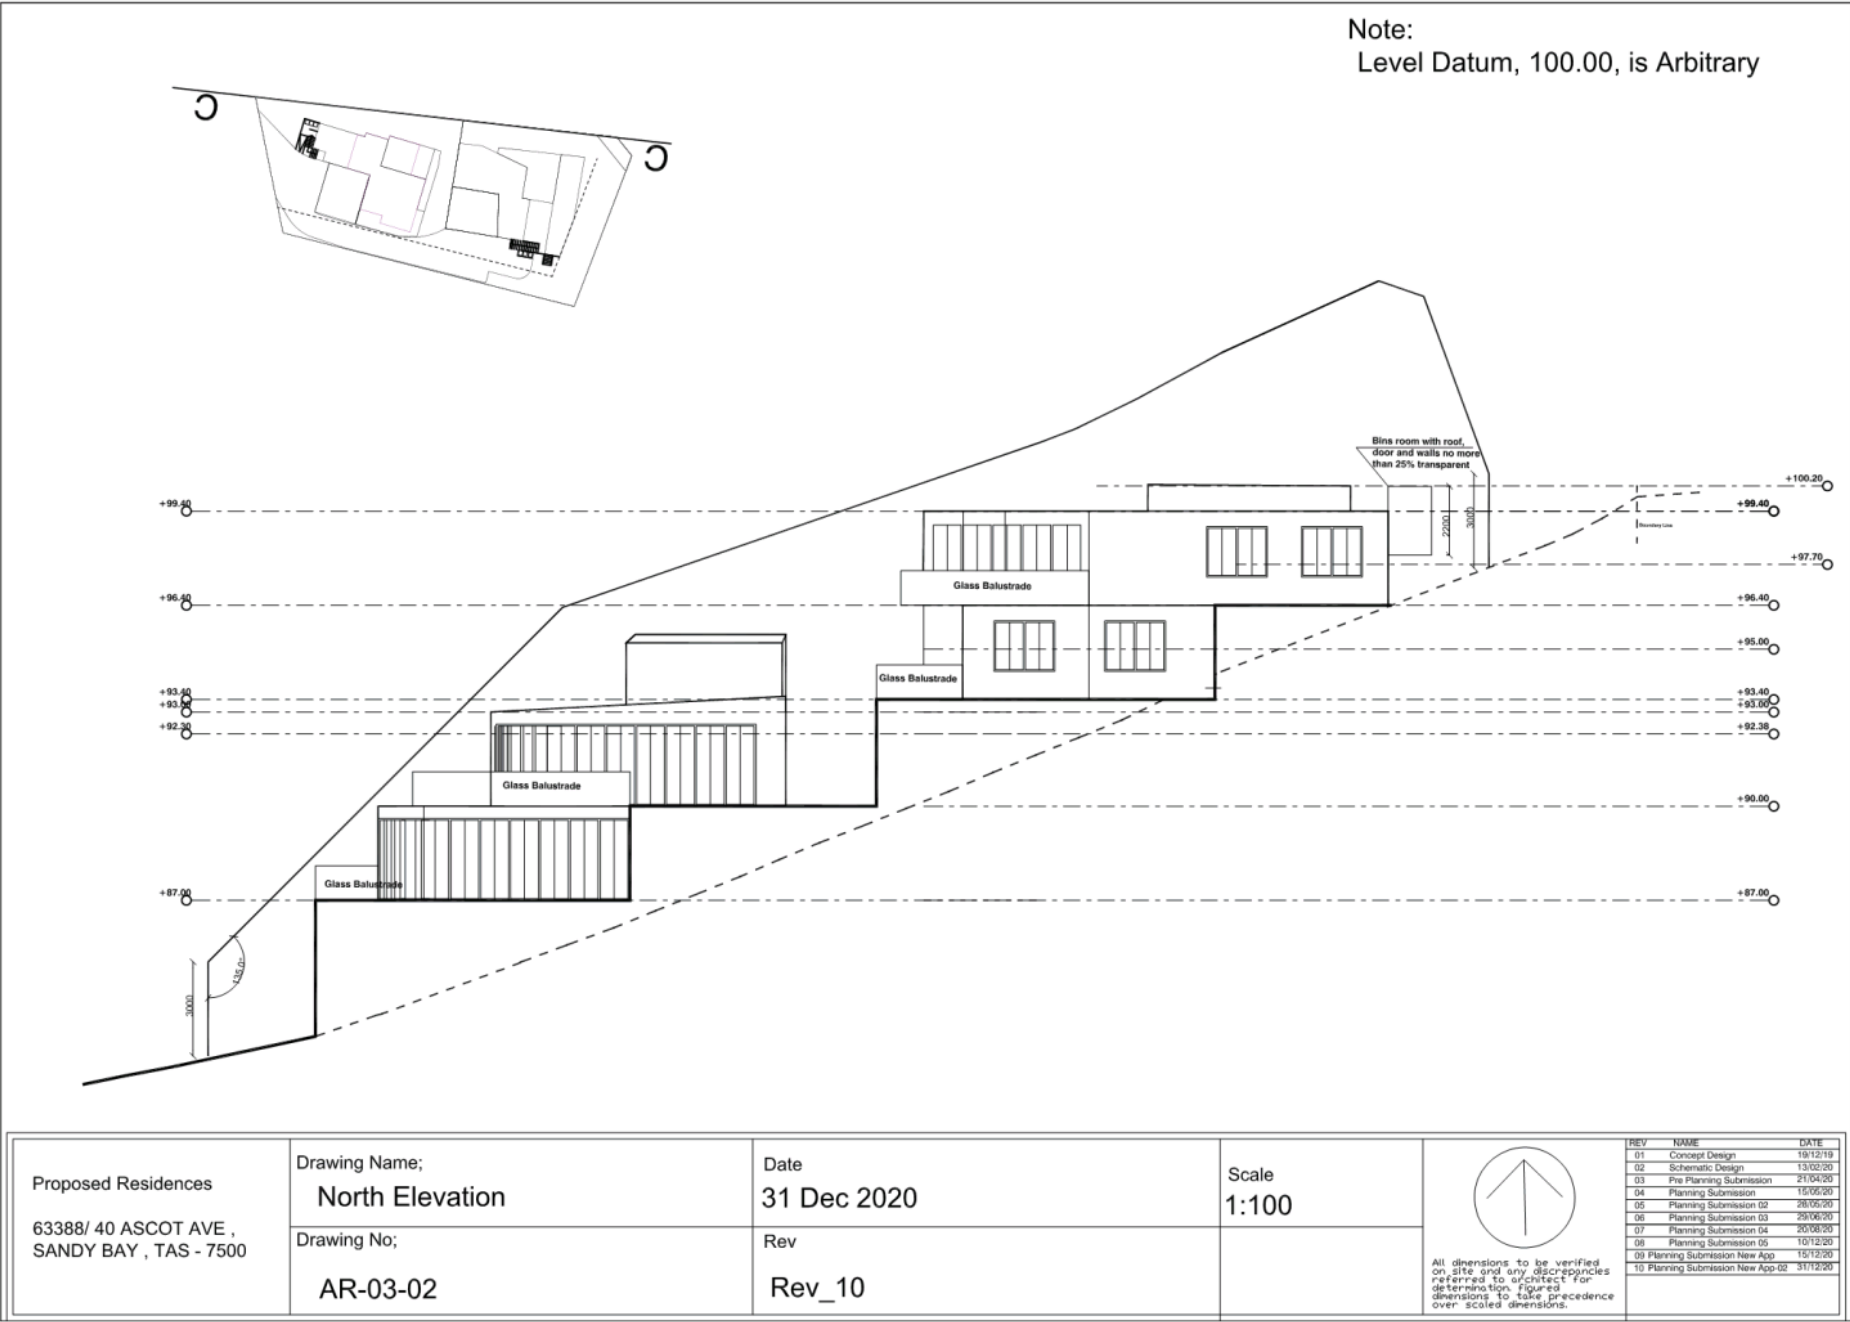 Note:
Level Datum, 100.00, is Arbitrary
C
C
Bins room with roof,
door and walls no more
than 25% transparent
+100.20
+99.40
+99.40
2200
3000
Boundary Line
+97.70
Glass Balustrade
+96.40
+96.40
+95.00
Glass Balustrade
+93.40
+93.40
+93.00
+93.00
+92.30
+92.38
Glass Balustrade
+90.00
Glass Balustrade
+87.00
+87.00
135.0°
3000
Proposed Residences
63388/ 40 ASCOT AVE ,
SANDY BAY , TAS - 7500
Drawing Name;
North Elevation
Drawing No;
AR-03-02
Date
31 Dec 2020
Rev
Rev_10
Scale
1:100
All dimensions to be verified
on site and any discrepancies
referred to architect for
determination. figured
dimensions to take precedence
over scaled dimensions.
REV NAME DATE
01 Concept Design 19/12/19
02 Schematic Design 13/02/20
03 Pre Planning Submission 21/04/20
04 Planning Submission 15/05/20
05 Planning Submission 02 28/05/20
06 Planning Submission 03 29/06/20
07 Planning Submission 04 20/08/20
08 Planning Submission 05 10/12/20
09 Planning Submission New App 15/12/20
10 Planning Submission New App-02 31/12/20